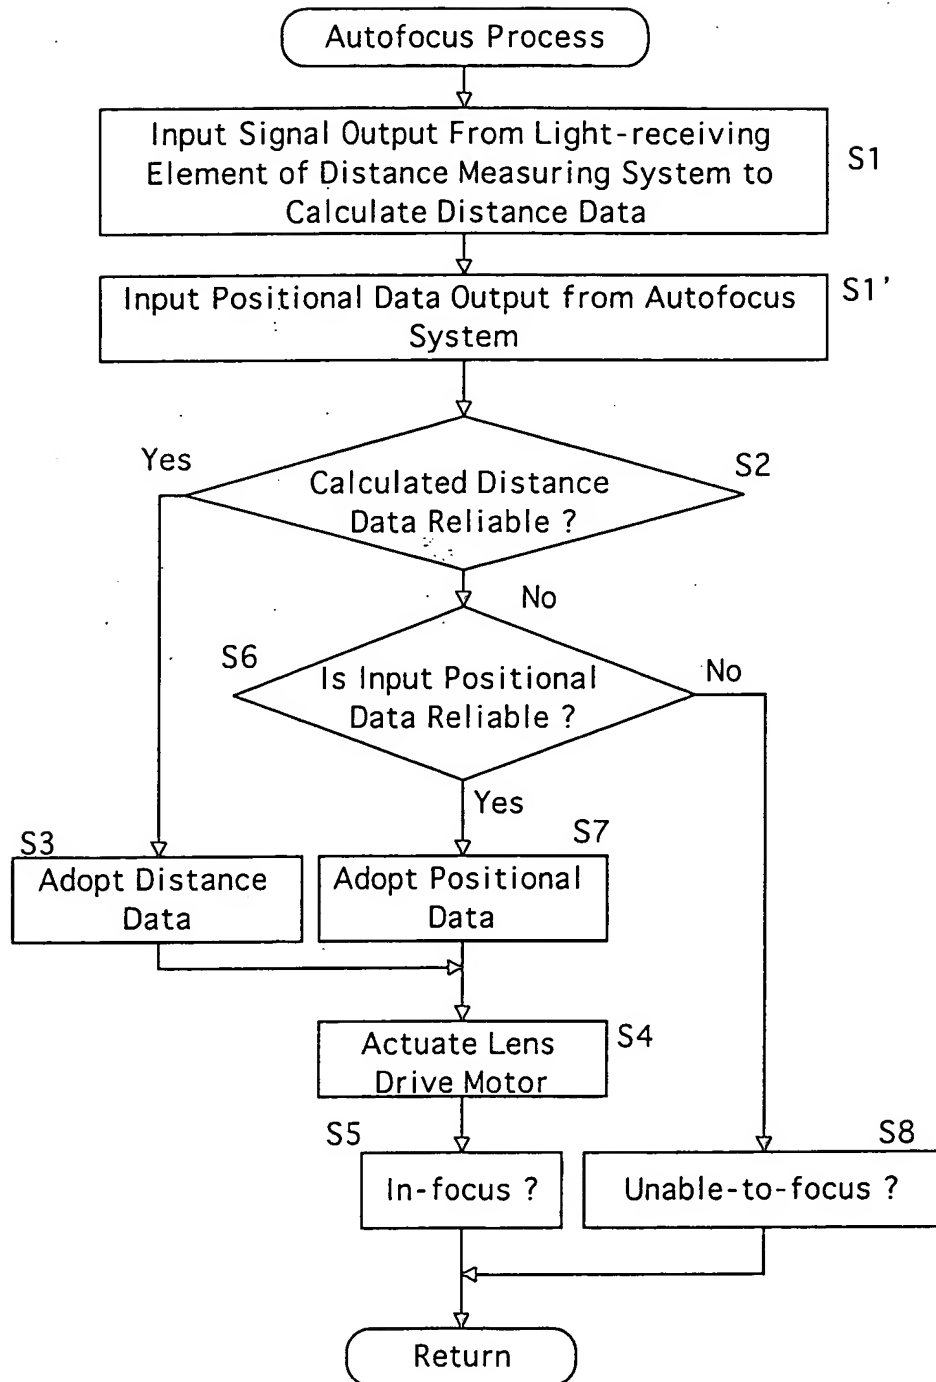 Autofocus Process
Input Signal Output From Light-receiving
Element of Distance Measuring System to
Calculate Distance Data
S1
Input Positional Data Output from Autofocus
System
S1'
Yes
Calculated Distance
Data Reliable ?
S2
No
S6
Is Input Positional
Data Reliable ?
No
Yes
S3
Adopt Distance
Data
S7
Adopt Positional
Data
Actuate Lens
Drive Motor
S4
S5
In-focus ?
S8
Unable-to-focus ?
Return